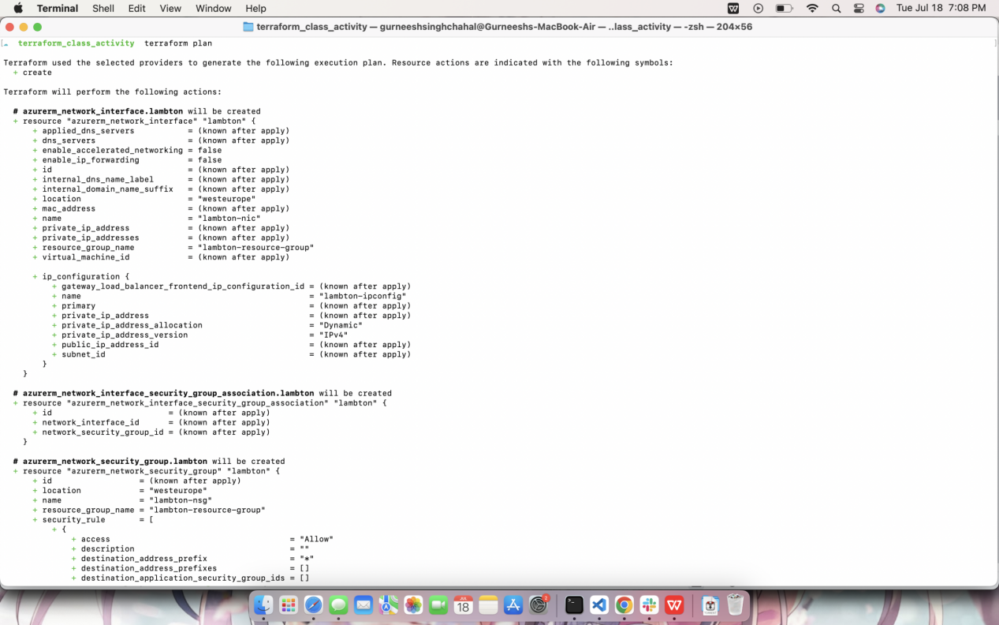 Terminal Shell Edit View Window Help Tue Jul 18 7:08 PM
terraform_class_activity — gurneeshsinghchahal@Gurneeshs-MacBook-Air — ..lass_activity — -zsh — 204×56
terraform_class_activity terraform plan
Terraform used the selected providers to generate the following execution plan. Resource actions are indicated with the following symbols:
+ create
Terraform will perform the following actions:
# azurerm_network_interface.lambton will be created
+ resource "azurerm_network_interface" "lambton" {
+ applied_dns_servers = (known after apply)
+ dns_servers = (known after apply)
+ enable_accelerated_networking = false
+ enable_ip_forwarding = false
+ id = (known after apply)
+ internal_dns_name_label = (known after apply)
+ internal_domain_name_suffix = (known after apply)
+ location = "westeurope"
+ mac_address = (known after apply)
+ name = "lambton-nic"
+ private_ip_address = (known after apply)
+ private_ip_addresses = (known after apply)
+ resource_group_name = "lambton-resource-group"
+ virtual_machine_id = (known after apply)
+ ip_configuration {
+ gateway_load_balancer_frontend_ip_configuration_id = (known after apply)
+ name = "lambton-ipconfig"
+ primary = (known after apply)
+ private_ip_address = (known after apply)
+ private_ip_address_allocation = "Dynamic"
+ private_ip_address_version = "IPv4"
+ public_ip_address_id = (known after apply)
+ subnet_id = (known after apply)
}
}
# azurerm_network_interface_security_group_association.lambton will be created
+ resource "azurerm_network_interface_security_group_association" "lambton" {
+ id = (known after apply)
+ network_interface_id = (known after apply)
+ network_security_group_id = (known after apply)
}
# azurerm_network_security_group.lambton will be created
+ resource "azurerm_network_security_group" "lambton" {
+ id = (known after apply)
+ location = "westeurope"
+ name = "lambton-nsg"
+ resource_group_name = "lambton-resource-group"
+ security_rule = [
+ {
+ access = "Allow"
+ description = ""
+ destination_address_prefix = "*"
+ destination_address_prefixes = []
+ destination_application_security_group_ids = []
JUL
18
2